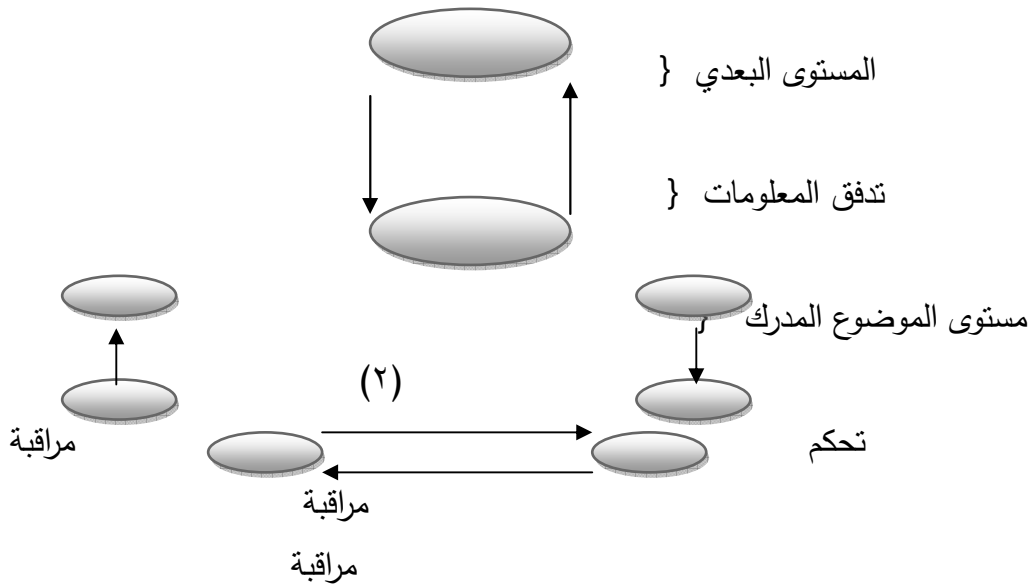 المستوى البعدي {
تدفق المعلومات {
مستوى الموضوع المدرك {
(٢)
تحكم
مراقبة
مراقبة
مراقبة